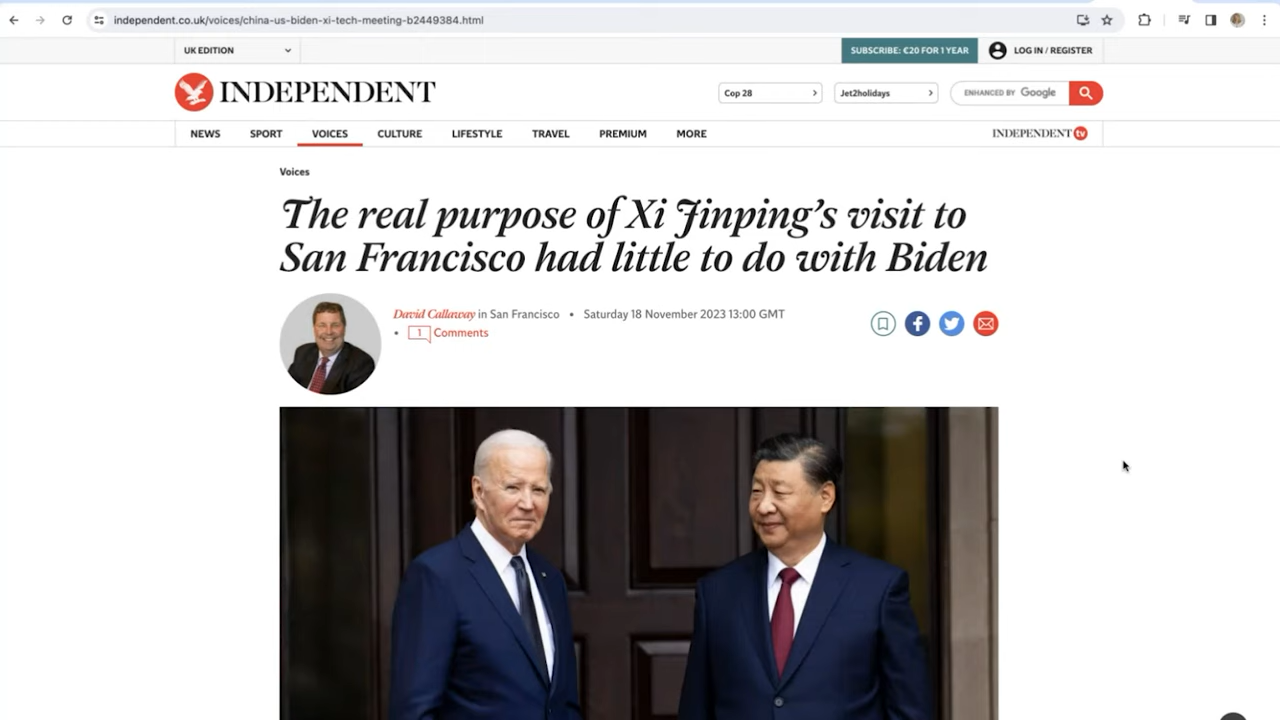 independent.co.uk/voices/china-us-biden-xi-tech-meeting-b2449384.html
UK EDITION
SUBSCRIBE: €20 FOR 1 YEAR
LOG IN / REGISTER
INDEPENDENT
Cop 28
Jet2holidays
ENHANCED BY Google
NEWS SPORT VOICES CULTURE LIFESTYLE TRAVEL PREMIUM MORE
INDEPENDENT tv
Voices
The real purpose of Xi Jinping's visit to
San Francisco had little to do with Biden
David Callaway in San Francisco • Saturday 18 November 2023 13:00 GMT
• 1 Comments